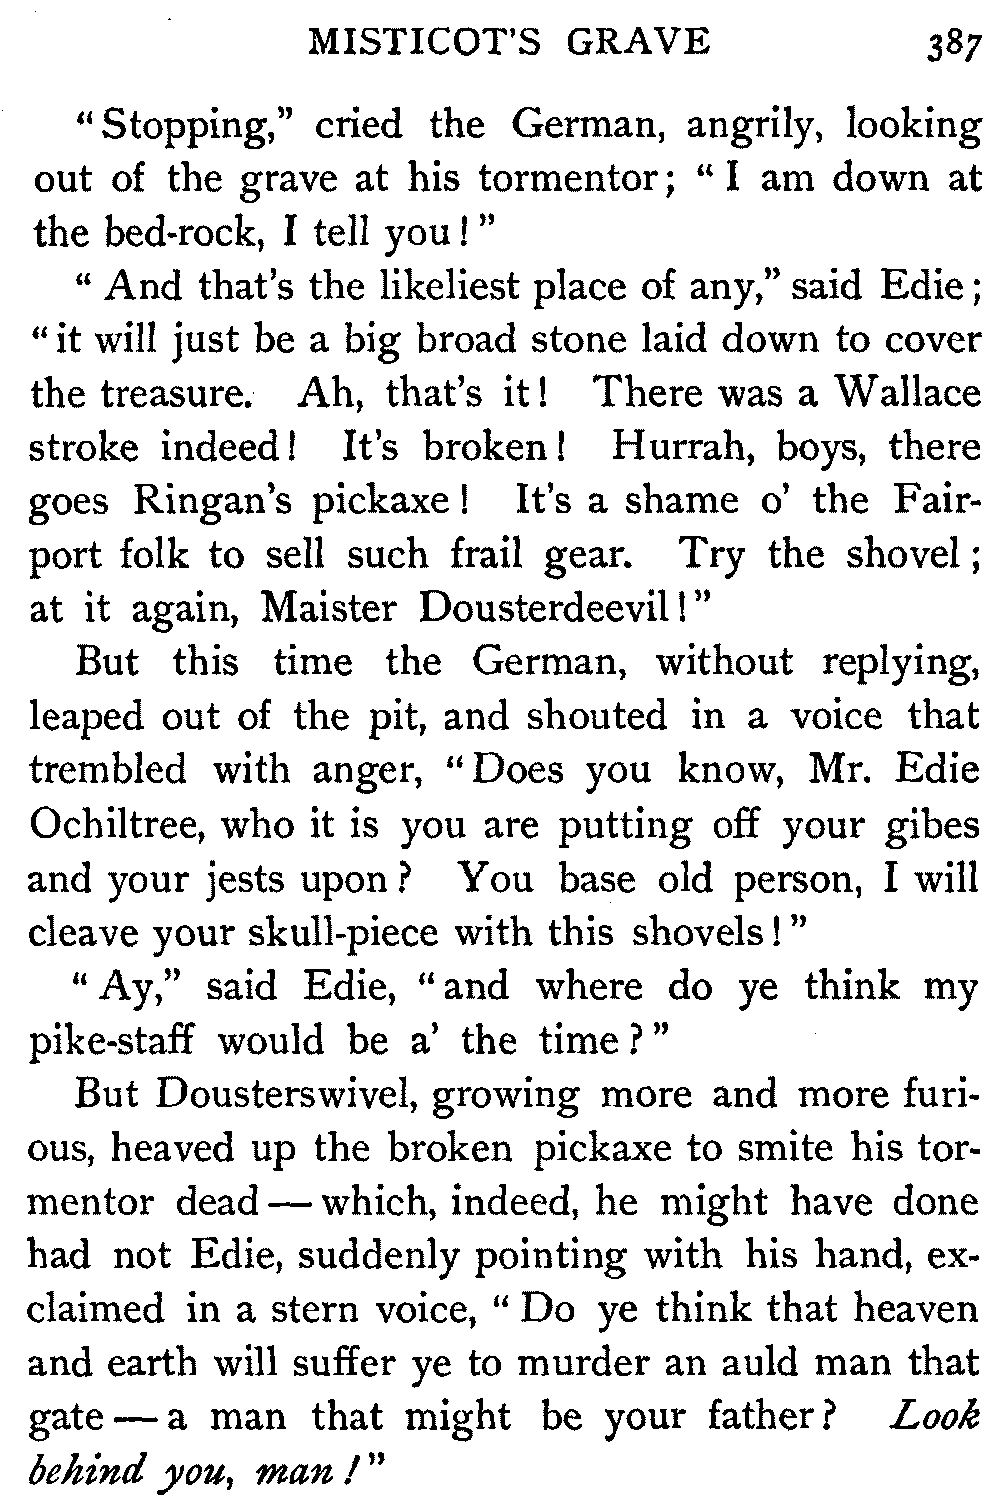 MISTICOT'S GRAVE 387
"Stopping," cried the German, angrily, looking
out of the grave at his tormentor; "I am down at
the bed-rock, I tell you!"
"And that's the likeliest place of any," said Edie;
"it will just be a big broad stone laid down to cover
the treasure. Ah, that's it! There was a Wallace
stroke indeed! It's broken! Hurrah, boys, there
goes Ringan's pickaxe! It's a shame o' the Fair-
port folk to sell such frail gear. Try the shovel;
at it again, Maister Dousterdeevil!"
But this time the German, without replying,
leaped out of the pit, and shouted in a voice that
trembled with anger, "Does you know, Mr. Edie
Ochiltree, who it is you are putting off your gibes
and your jests upon? You base old person, I will
cleave your skull-piece with this shovels!"
"Ay," said Edie, "and where do ye think my
pike-staff would be a' the time?"
But Dousterswivel, growing more and more furi-
ous, heaved up the broken pickaxe to smite his tor-
mentor dead — which, indeed, he might have done
had not Edie, suddenly pointing with his hand, ex-
claimed in a stern voice, "Do ye think that heaven
and earth will suffer ye to murder an auld man that
gate — a man that might be your father? Look
behind you, man!"